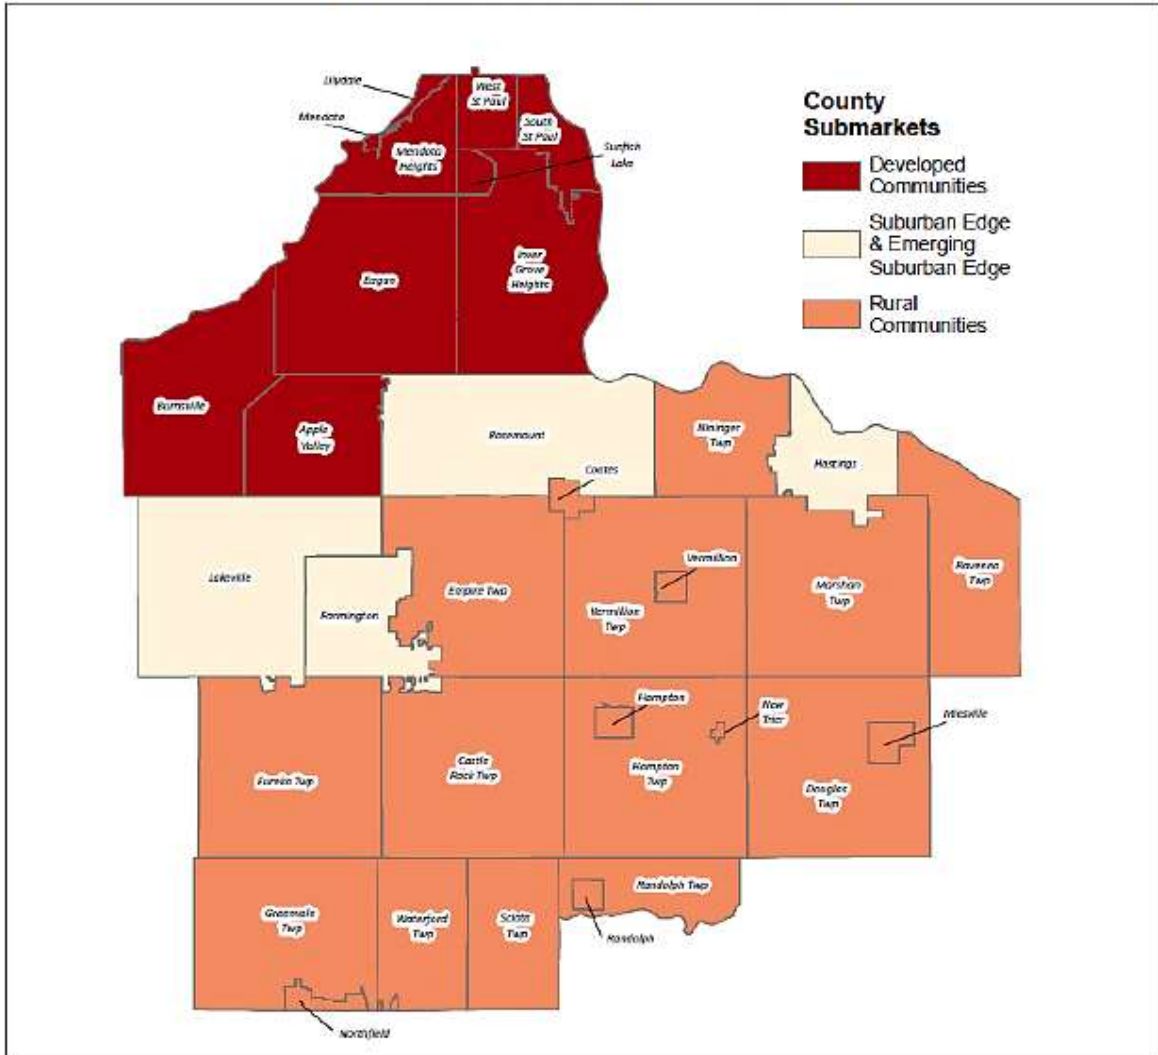 County
Submarkets
Developed
Communities
Suburban Edge
& Emerging
Suburban Edge
Rural
Communities
Lilydale
West
St Paul
Mendota
South
St Paul
Sunfish
Lake
Mendota
Heights
Eagan
Inver
Grove
Heights
Burnsville
Apple
Valley
Rosemount
Nininger
Twp
Hastings
Coates
Lakeville
Farmington
Empire Twp
Vermillion
Vermillion
Twp
Marshan
Twp
Ravenna
Twp
Hampton
New
Trier
Miesville
Eureka Twp
Castle
Rock Twp
Hampton
Twp
Douglas
Twp
Greenvale
Twp
Waterford
Twp
Sciota
Twp
Randolph Twp
Randolph
Northfield